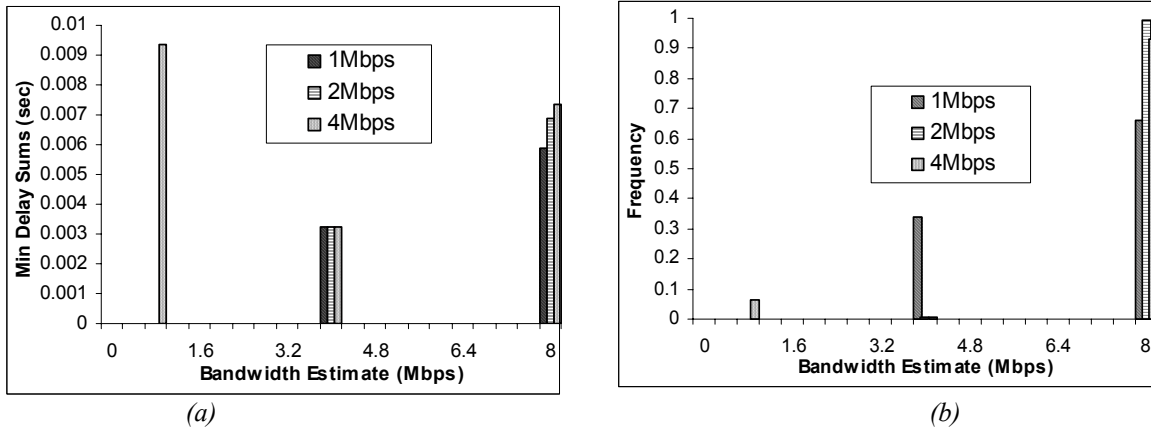 0.01
0.009
0.008
0.007
0.006
0.005
0.004
0.003
0.002
0.001
0
Min Delay Sums (sec)
1Mbps
2Mbps
4Mbps
0 1.6 3.2 4.8 6.4 8
Bandwidth Estimate (Mbps)
(a)
1
0.9
0.8
0.7
0.6
0.5
0.4
0.3
0.2
0.1
0
Frequency
1Mbps
2Mbps
4Mbps
0 1.6 3.2 4.8 6.4 8
Bandwidth Estimate (Mbps)
(b)